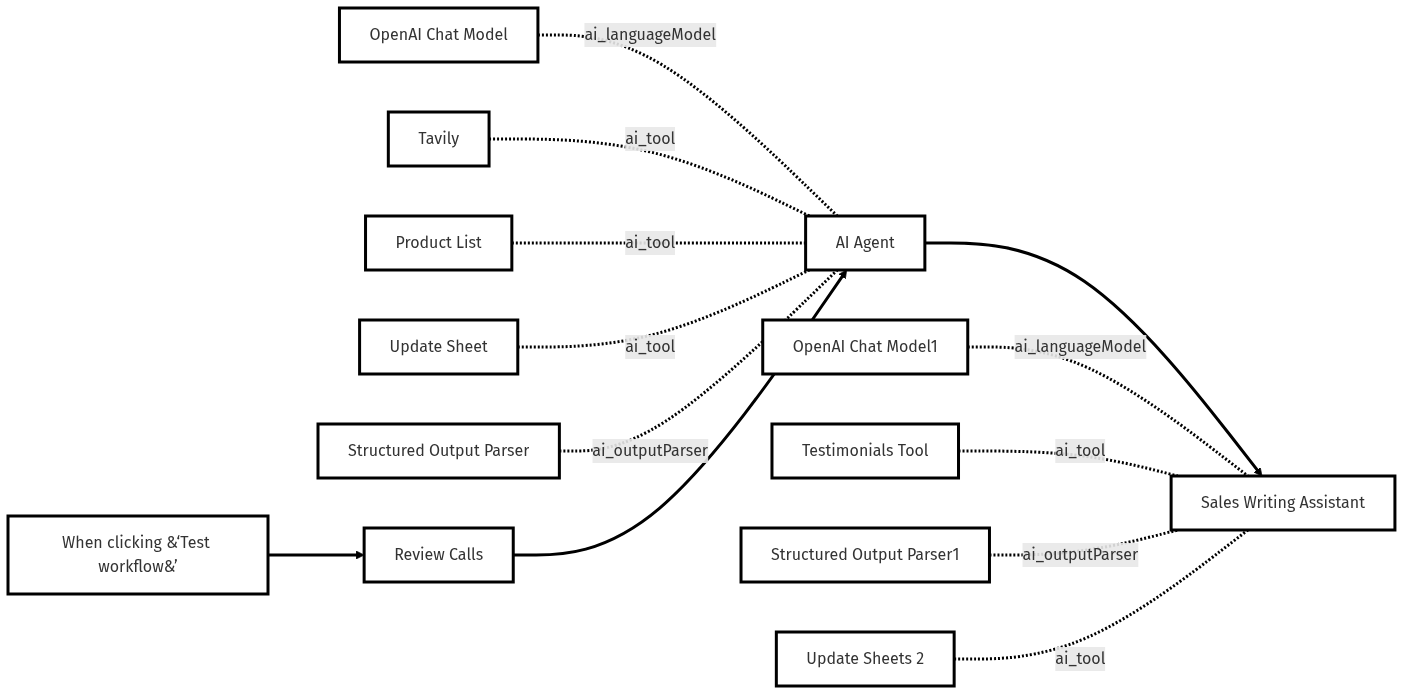 OpenAI Chat Model
ai_languageModel
Tavily
ai_tool
Product List
ai_tool
AI Agent
Update Sheet
ai_tool
OpenAI Chat Model1
ai_languageModel
Structured Output Parser
ai_outputParser
Testimonials Tool
ai_tool
Sales Writing Assistant
When clicking &‘Test
workflow&’
Review Calls
Structured Output Parser1
ai_outputParser
Update Sheets 2
ai_tool